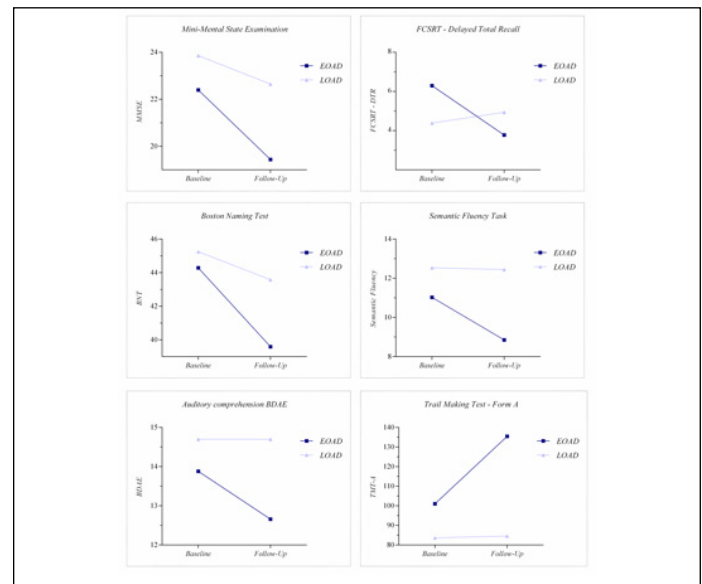 Mini-Mental State Examination
24
22
20
MMSE
EOAD
LOAD
Baseline
Follow-Up
FCSRT - Delayed Total Recall
8
6
4
FCSRT - DTR
EOAD
LOAD
Baseline
Follow-Up
Boston Naming Test
46
44
42
40
BNT
EOAD
LOAD
Baseline
Follow-Up
Semantic Fluency Task
14
12
10
8
Semantic Fluency
EOAD
LOAD
Baseline
Follow-Up
Auditory comprehension BDAE
15
14
13
12
BDAE
EOAD
LOAD
Baseline
Follow-Up
Trail Making Test - Form A
140
130
120
110
100
90
80
TMT-A
EOAD
LOAD
Baseline
Follow-Up